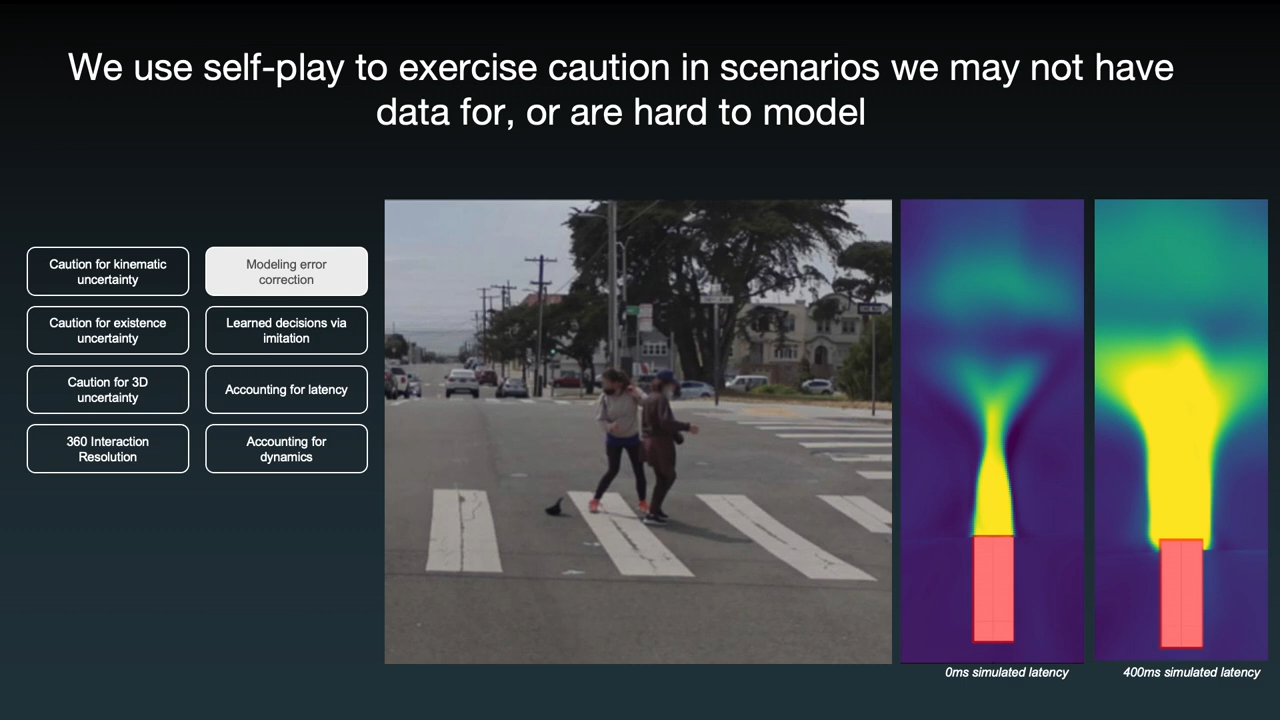 We use self-play to exercise caution in scenarios we may not have
data for, or are hard to model
Caution for kinematic
uncertainty
Modeling error
correction
Caution for existence
uncertainty
Learned decisions via
imitation
Caution for 3D
uncertainty
Accounting for latency
360 Interaction
Resolution
Accounting for
dynamics
0ms simulated latency
400ms simulated latency